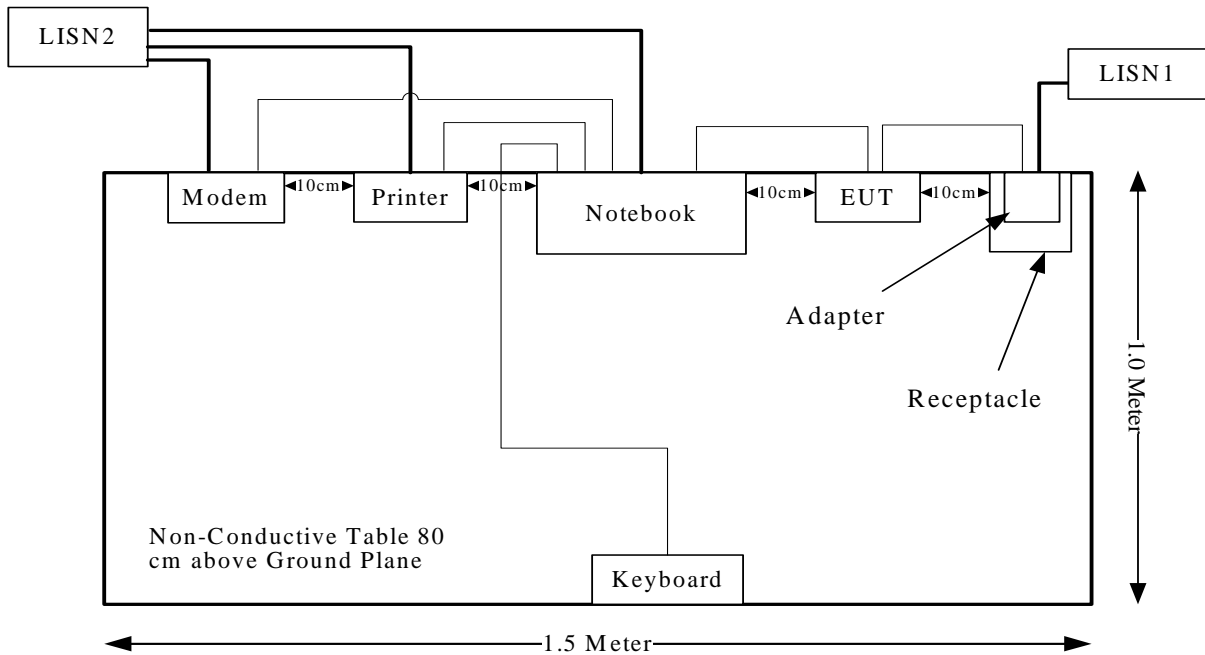 LISN2
LISN1
10cm
10cm
10cm
10cm
Modem
Printer
Notebook
EUT
Adapter
Receptacle
1.0 Meter
Non-Conductive Table 80
cm above Ground Plane
Keyboard
1.5 Meter